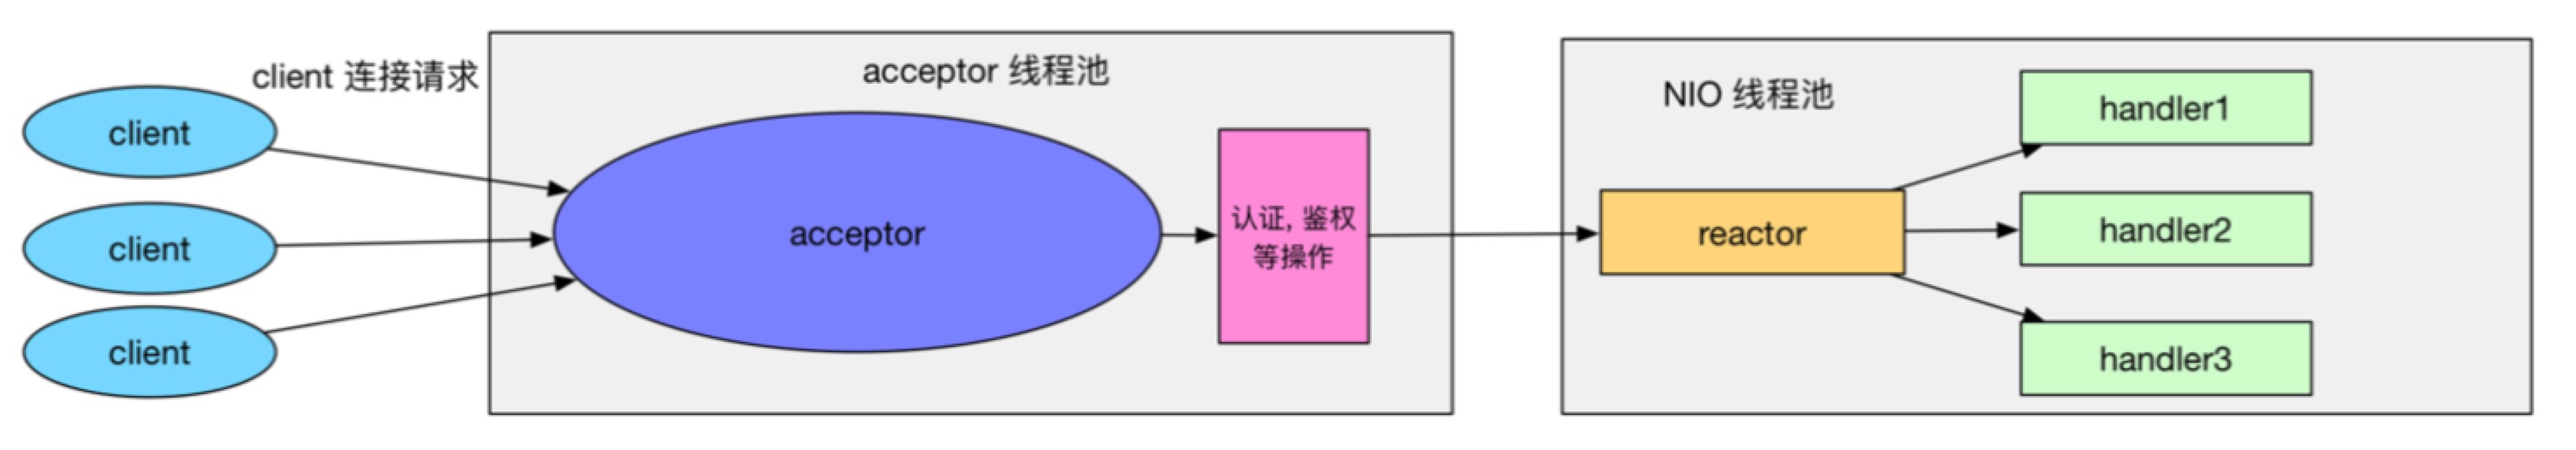 client 连接请求
client
client
client
acceptor 线程池
acceptor
认证, 鉴权
等操作
NIO 线程池
reactor
handler1
handler2
handler3